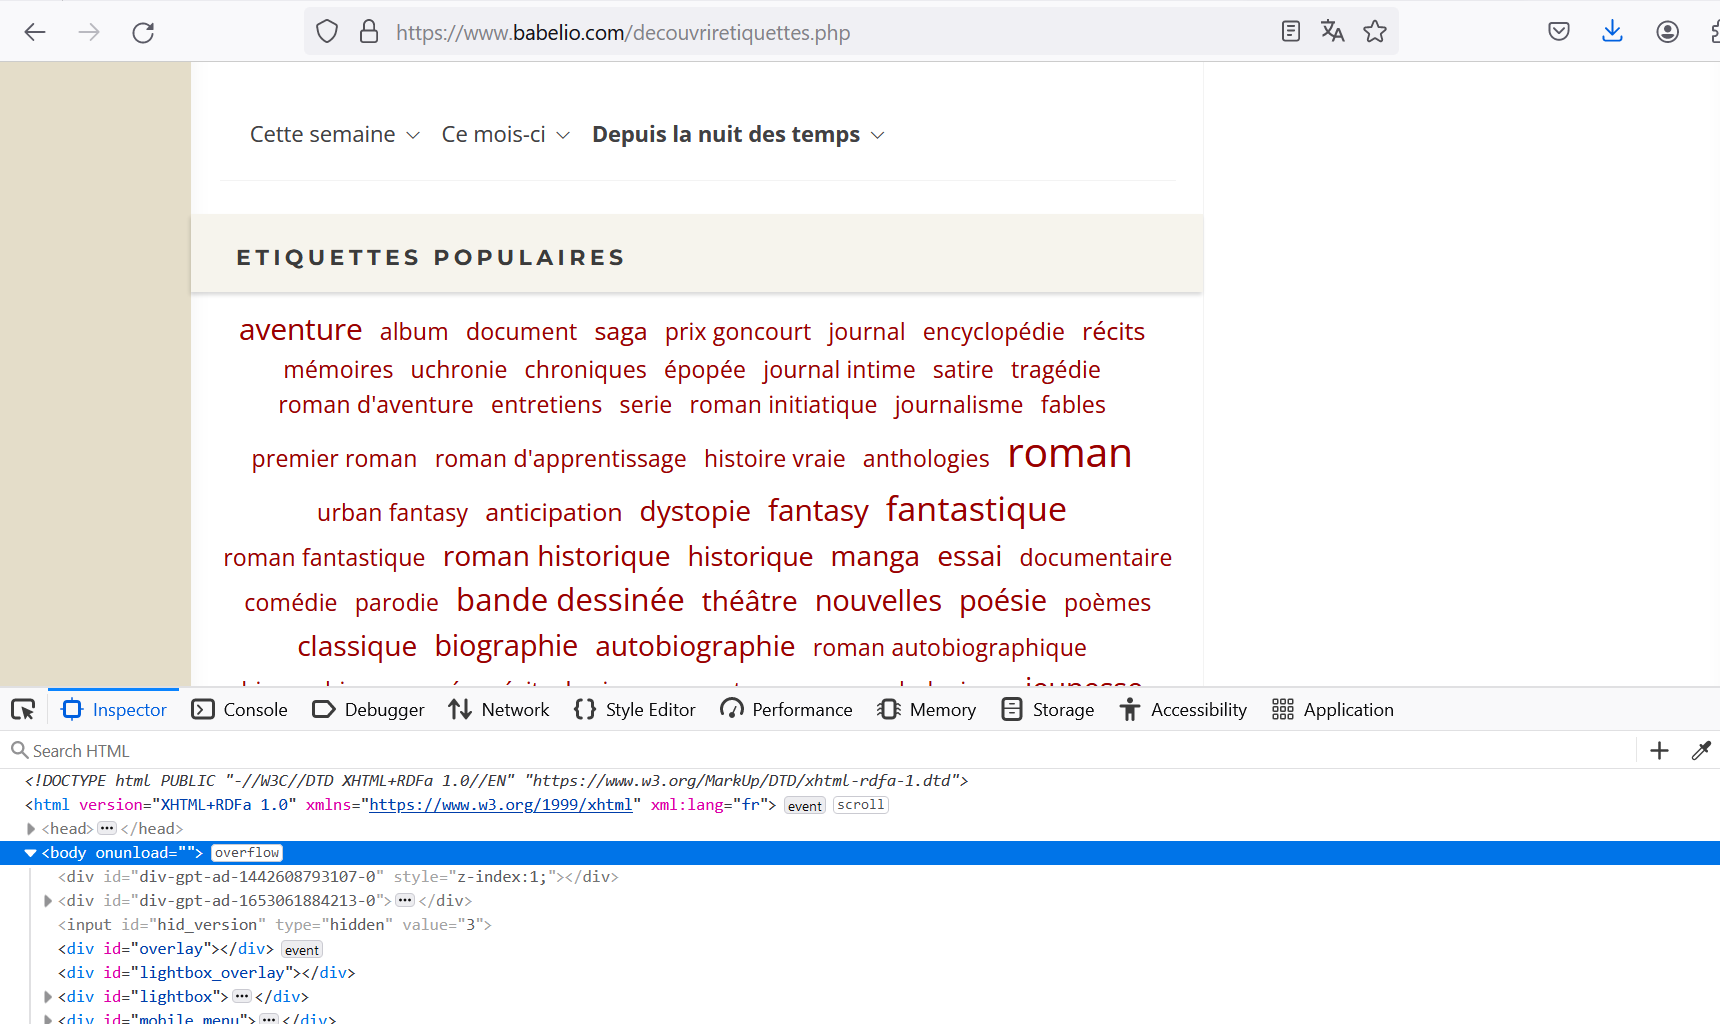 https://www.babelio.com/decouvriretiquettes.php
Cette semaine Ce mois-ci Depuis la nuit des temps
ETIQUETTES POPULAIRES
aventure album document saga prix goncourt journal encyclopédie récits
mémoires uchronie chroniques épopée journal intime satire tragédie
roman d'aventure entretiens serie roman initiatique journalisme fables
premier roman roman d'apprentissage histoire vraie anthologies roman
urban fantasy anticipation dystopie fantasy fantastique
roman fantastique roman historique historique manga essai documentaire
comédie parodie bande dessinée théâtre nouvelles poésie poèmes
classique biographie autobiographie roman autobiographique
jeunesse
Inspector Console Debugger Network Style Editor Performance Memory Storage Accessibility Application
Search HTML
<!DOCTYPE html PUBLIC "-//W3C//DTD XHTML+RDFa 1.0//EN" "https://www.w3.org/MarkUp/DTD/xhtml-rdfa-1.dtd">
<html version="XHTML+RDFa 1.0" xmlns="https://www.w3.org/1999/xhtml" xml:lang="fr"> event scroll
<head> ••• </head>
<body onunload=""> overflow
<div id="div-gpt-ad-1442608793107-0" style="z-index:1;"></div>
<div id="div-gpt-ad-1653061884213-0"> ••• </div>
<input id="hid_version" type="hidden" value="3">
<div id="overlay"></div> event
<div id="lightbox_overlay"></div>
<div id="lightbox"> ••• </div>
<div id="mobile_menu"> ••• </div>